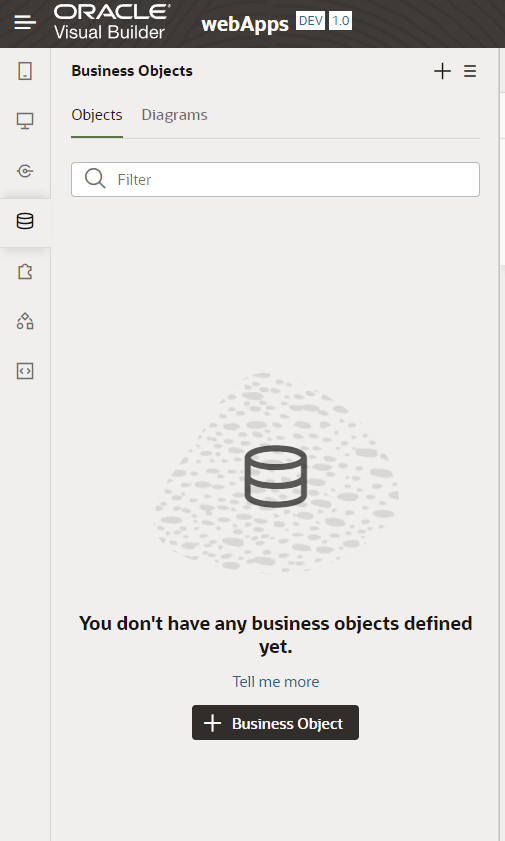 ORACLE®
Visual Builder
webApps DEV 1.0
Business Objects
Objects Diagrams
Filter
You don't have any business objects defined
yet.
Tell me more
Business Object